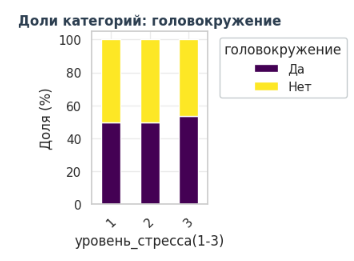 Доли категорий: головокружение
головокружение
Да
Нет
Доля (%)
100
80
60
40
20
0
1
2
3
уровень_стресса(1-3)